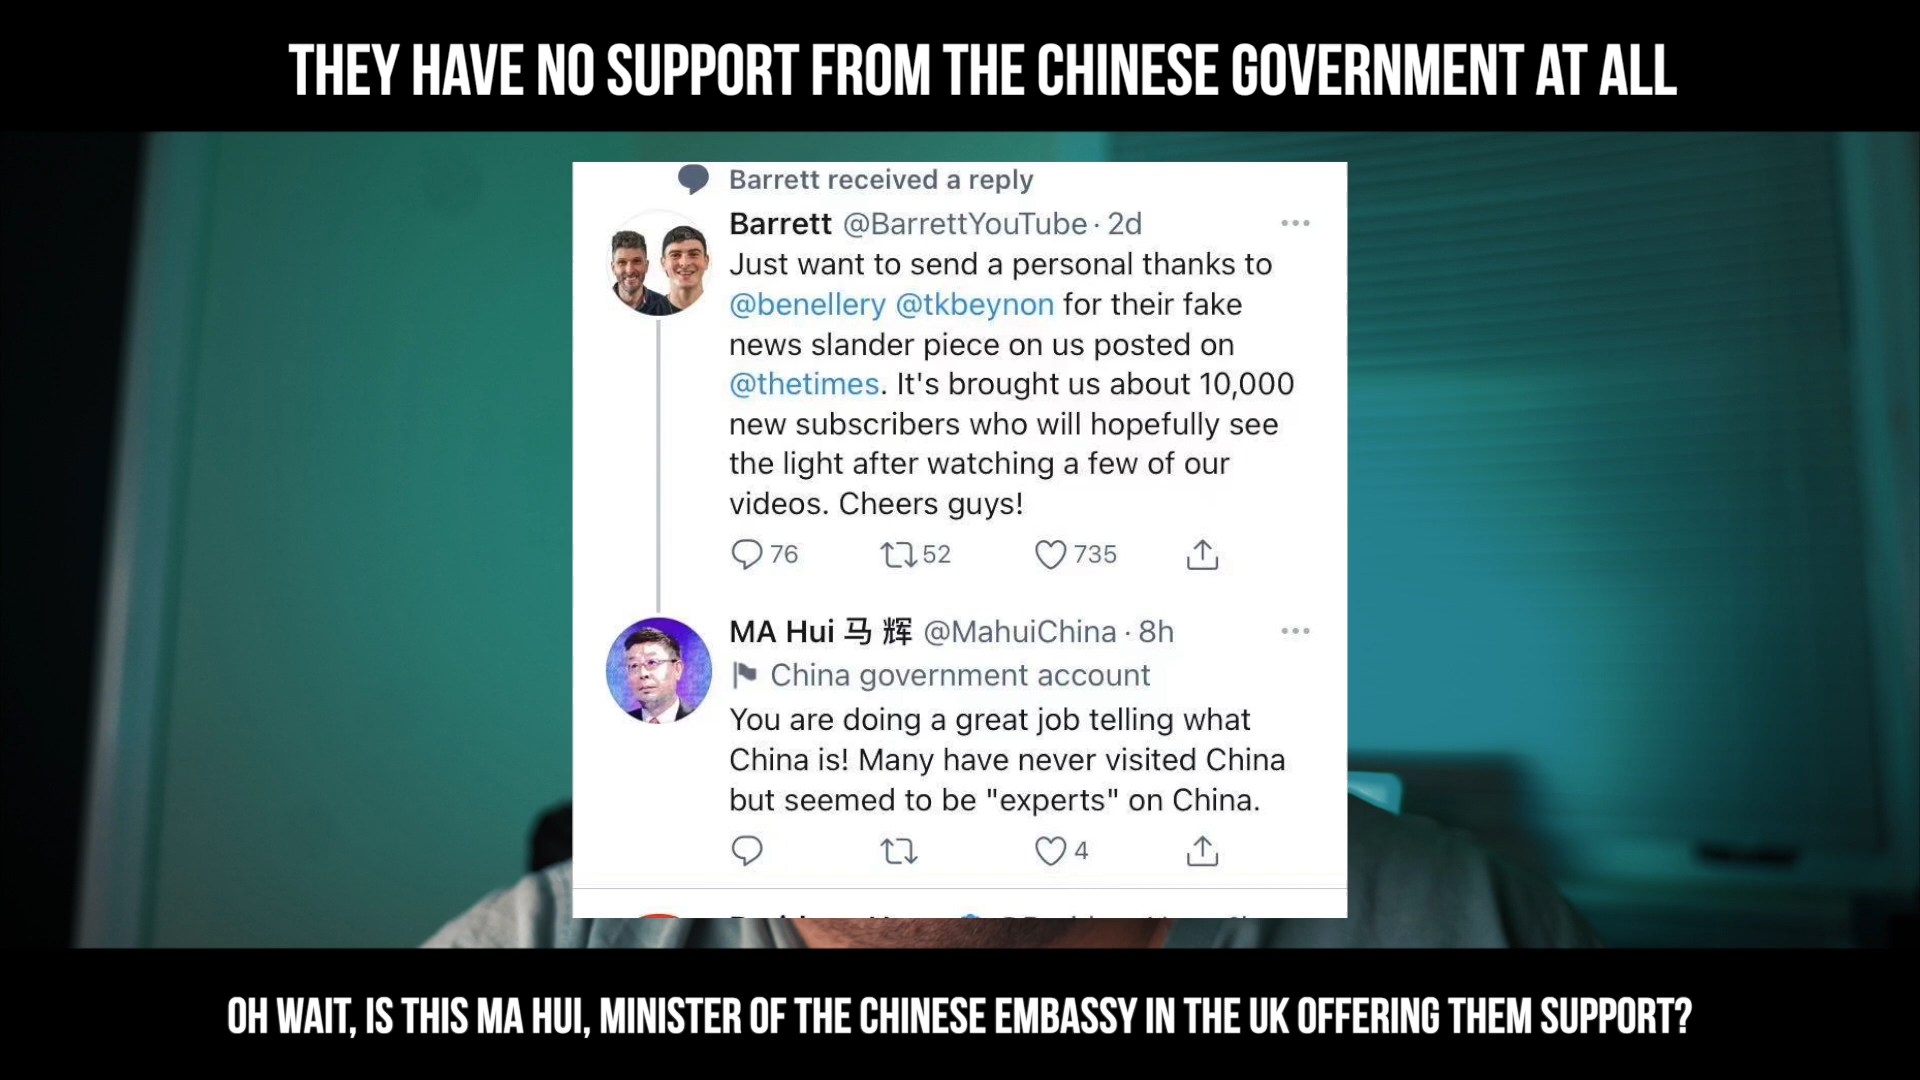 THEY HAVE NO SUPPORT FROM THE CHINESE GOVERNMENT AT ALL
Barrett received a reply
Barrett @BarrettYouTube · 2d
Just want to send a personal thanks to
@benellery @tkbeynon for their fake
news slander piece on us posted on
@thetimes. It's brought us about 10,000
new subscribers who will hopefully see
the light after watching a few of our
videos. Cheers guys!
76 52 735
MA Hui 马 辉 @MahuiChina · 8h
China government account
You are doing a great job telling what
China is! Many have never visited China
but seemed to be "experts" on China.
4
OH WAIT, IS THIS MA HUI, MINISTER OF THE CHINESE EMBASSY IN THE UK OFFERING THEM SUPPORT?